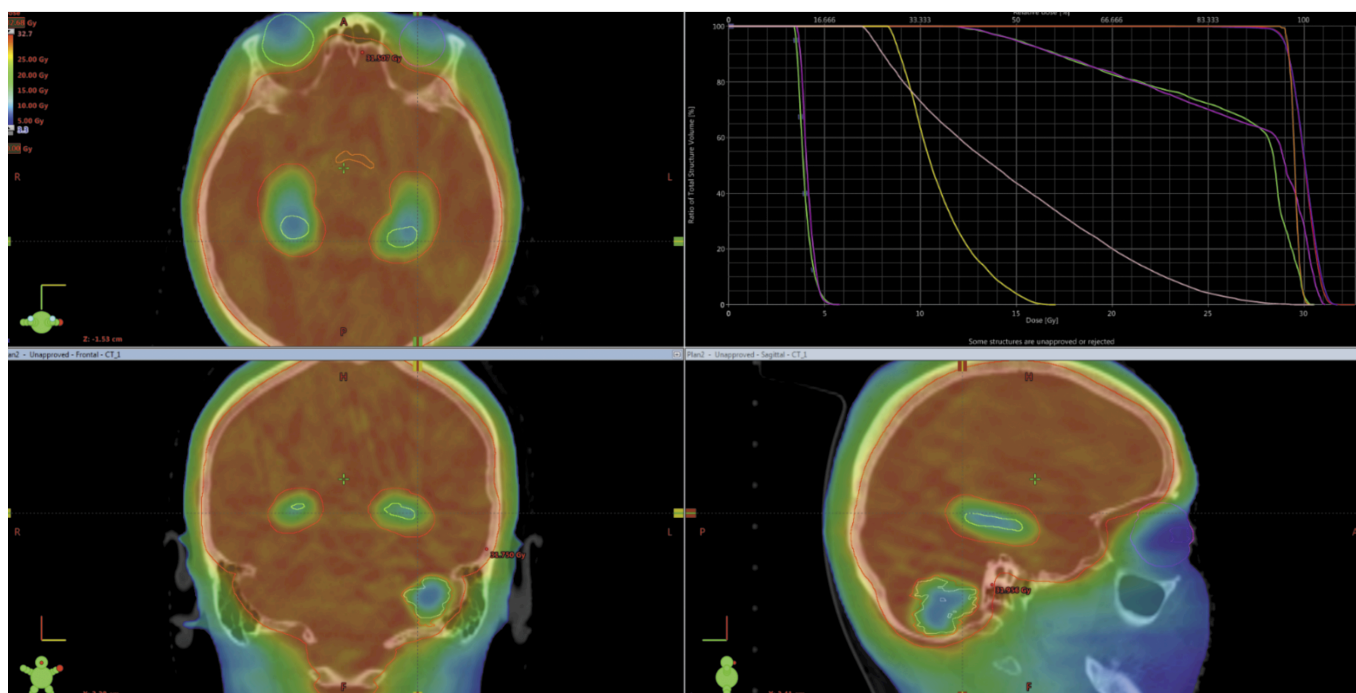 32.7
25.00 Gy
20.00 Gy
15.00 Gy
10.00 Gy
5.00 Gy
3.3
A
R
L
P
Z: -1.53 cm
Relative dose [%]
0 16.666 33.333 50 66.666 83.333 100
100
80
60
40
20
0
Ratio of Total Structure Volume [%]
0 5 10 15 20 25 30
Dose [Gy]
Some structures are unapproved or rejected
Plan2 - Unapproved - Frontal - CT_1
H
R
L
F
Plan2 - Unapproved - Sagittal - CT_1
H
P
A
F